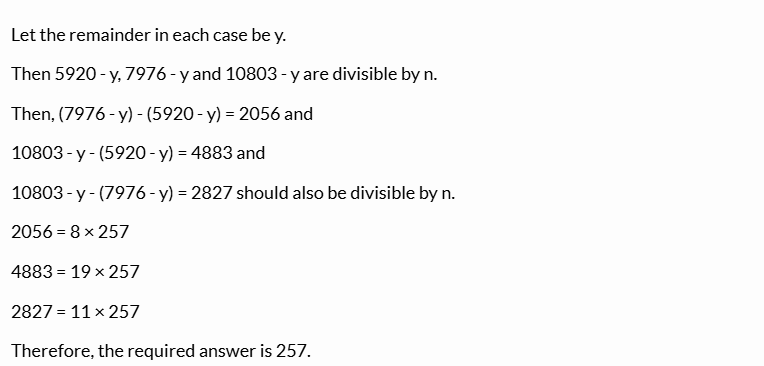 Let the remainder in each case be y.
Then 5920 - y, 7976 - y and 10803 - y are divisible by n.
Then, (7976 - y) - (5920 - y) = 2056 and
10803 - y - (5920 - y) = 4883 and
10803 - y - (7976 - y) = 2827 should also be divisible by n.
2056 = 8 × 257
4883 = 19 × 257
2827 = 11 × 257
Therefore, the required answer is 257.